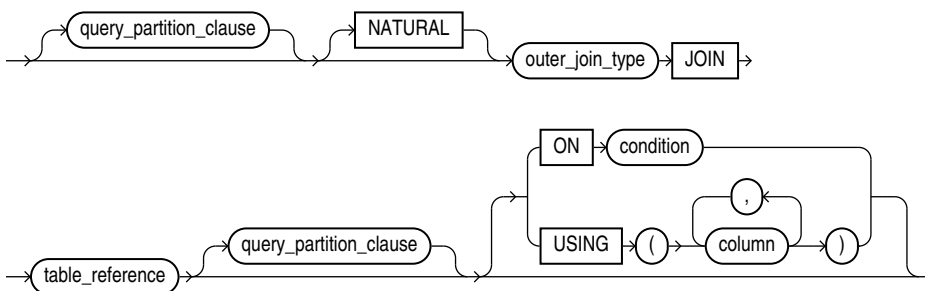 query_partition_clause NATURAL
outer_join_type JOIN
ON condition
,
query_partition_clause USING ( column )
table_reference